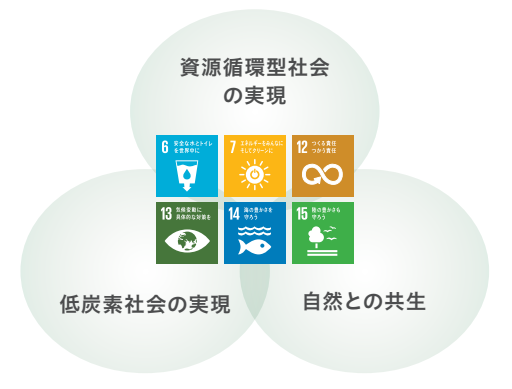 資源循環型社会
の実現
6 安全な水とトイレ
を世界中に
7 エネルギーをみんなに
そしてクリーンに
12 つくる責任
つかう責任
13 気候変動に
具体的な対策を
14 海の豊かさを
守ろう
15 陸の豊かさも
守ろう
低炭素社会の実現
自然との共生